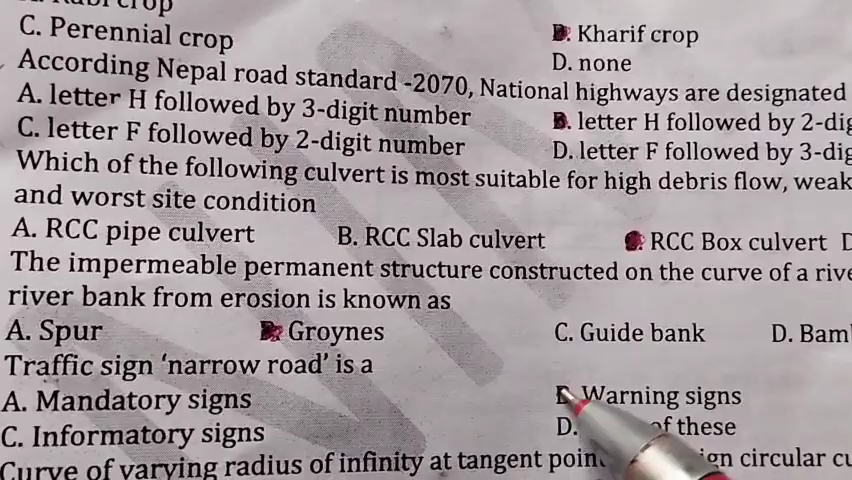 crop
C. Perennial crop B. Kharif crop
D. none
According Nepal road standard -2070, National highways are designated
A. letter H followed by 3-digit number B. letter H followed by 2-dig
C. letter F followed by 2-digit number D. letter F followed by 3-dig
Which of the following culvert is most suitable for high debris flow, weak
and worst site condition
A. RCC pipe culvert B. RCC Slab culvert RCC Box culvert D
The impermeable permanent structure constructed on the curve of a rive
river bank from erosion is known as
A. Spur B. Groynes C. Guide bank D. Bam
Traffic sign ‘narrow road’ is a
A. Mandatory signs B. Warning signs
C. Informatory signs D. of these
Curve of varying radius of infinity at tangent poin ign circular cu